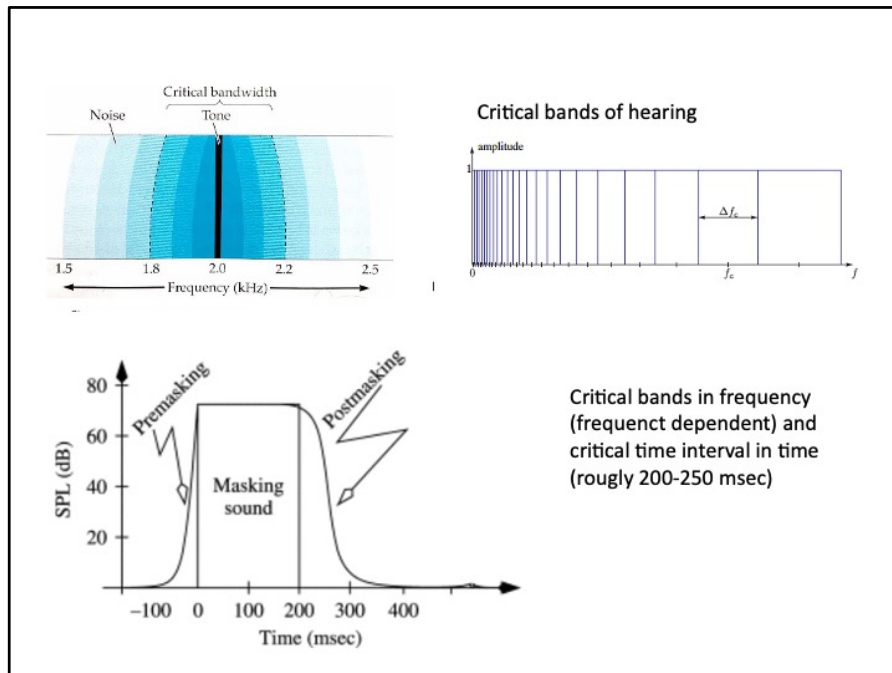 Critical bandwidth
Noise
Tone
1.5
1.8
2.0
2.2
2.5
Frequency (kHz)
Critical bands of hearing
amplitude
1
Δfc
0
fc
f
Premasking
Postmasking
80
60
40
20
SPL (dB)
Masking
sound
−100 0 100 200 300 400
Time (msec)
Critical bands in frequency
(frequenct dependent) and
critical time interval in time
(rougly 200-250 msec)